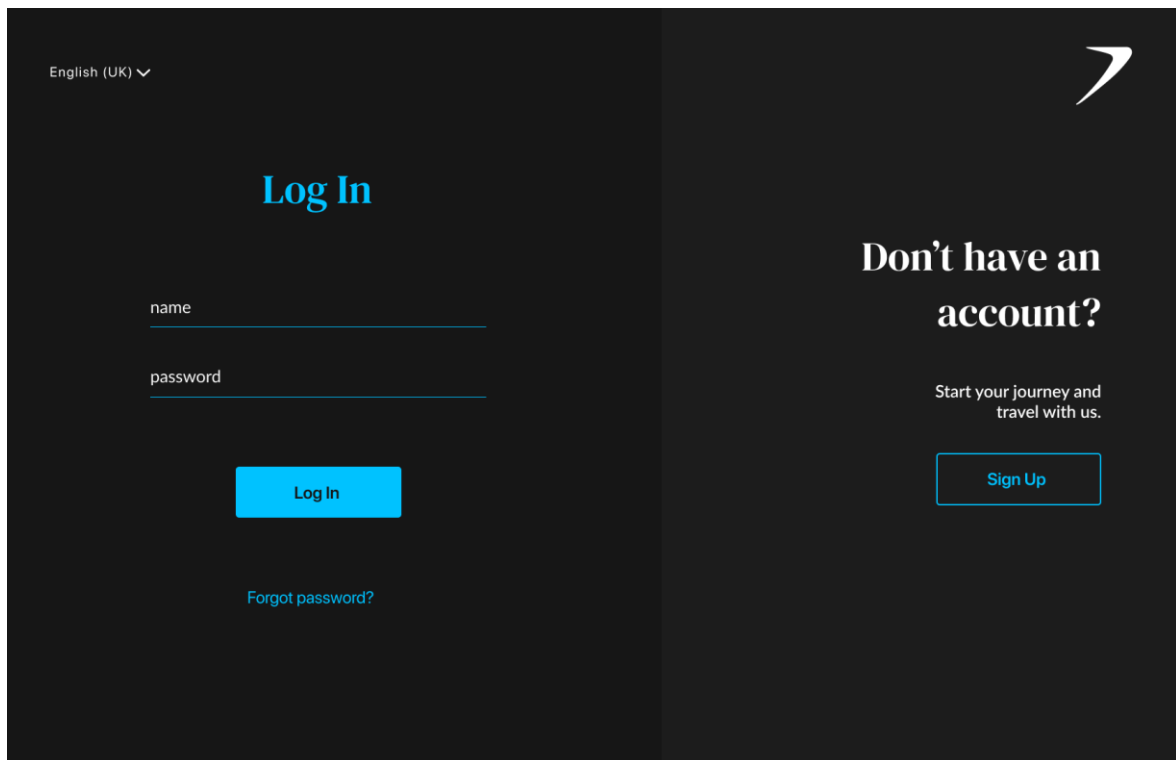 English (UK)
Log In
name
password
Log In
Forgot password?
Don’t have an
account?
Start your journey and
travel with us.
Sign Up